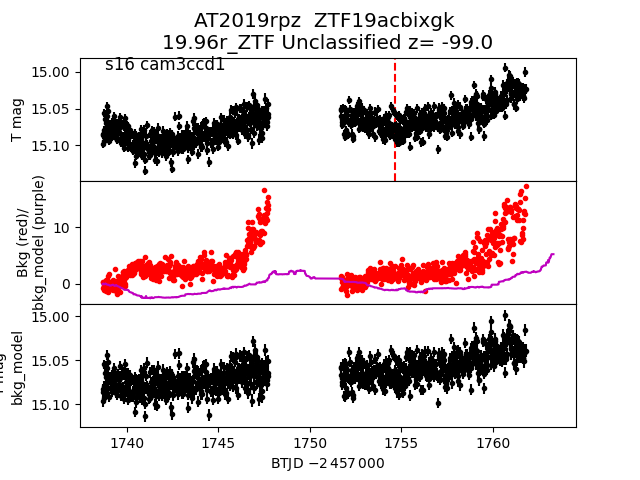 AT2019rpz  ZTF19acbixgk
19.96r_ZTF Unclassified z= -99.0
s16 cam3ccd1
T mag
15.00
15.05
15.10
Bkg (red)/
bkg_model (purple)
10
0
bkg_model
15.00
15.05
15.10
1740
1745
1750
1755
1760
BTJD −2 457 000